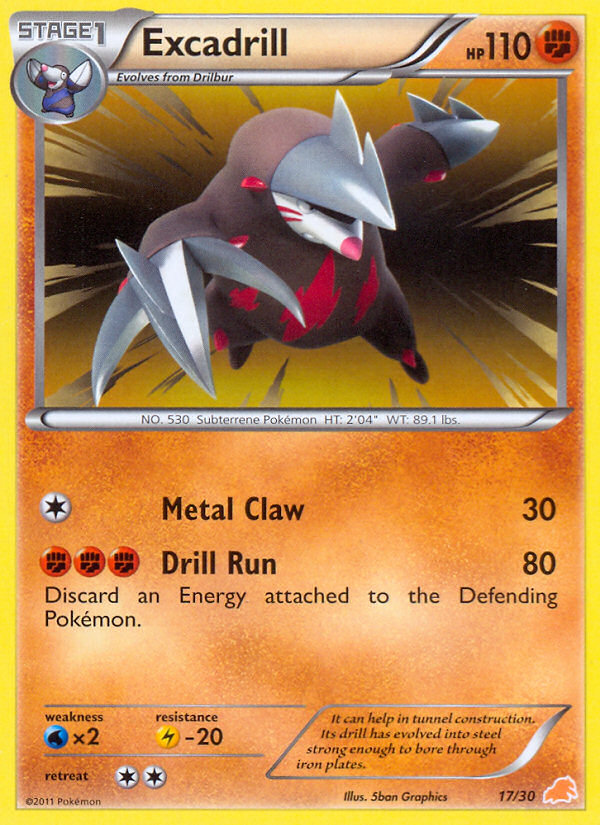 STAGE1
Excadrill
HP110
Evolves from Drilbur
NO. 530 Subterrene Pokémon HT: 2'04" WT: 89.1 lbs.
Metal Claw 30
Drill Run 80
Discard an Energy attached to the Defending
Pokémon.
weakness resistance
×2 -20
It can help in tunnel construction.
Its drill has evolved into steel
strong enough to bore through
iron plates.
retreat
©2011 Pokémon Illus. 5ban Graphics 17/30